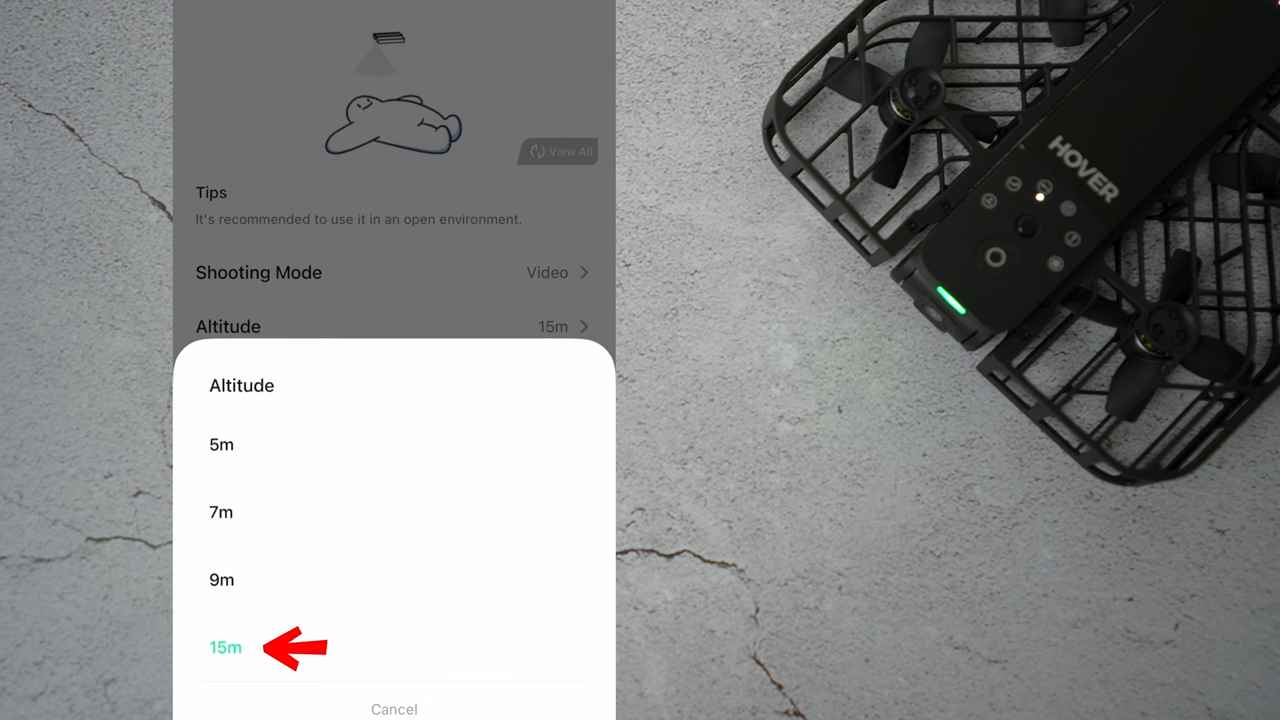 View All
Tips
It's recommended to use it in an open environment.
Shooting Mode
Video
Altitude
15m
Altitude
5m
7m
9m
15m
Cancel
HOVER